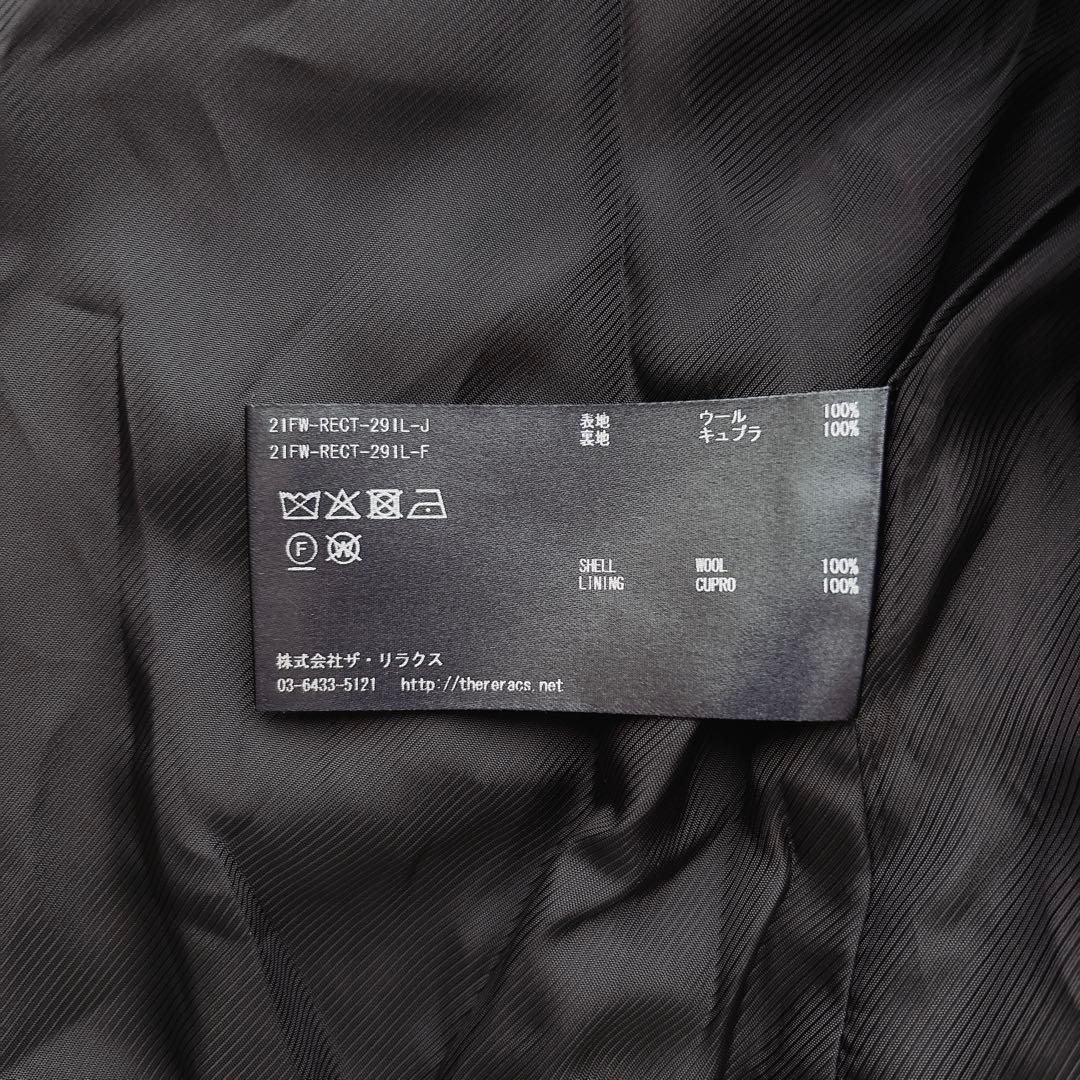 21FW-RECT-291L-J
21FW-RECT-291L-F
表地 ウール 100%
裏地 キュプラ 100%
F
W
SHELL WOOL 100%
LINING CUPRO 100%
株式会社ザ・リラクス
03-6433-5121 http://thereracs.net